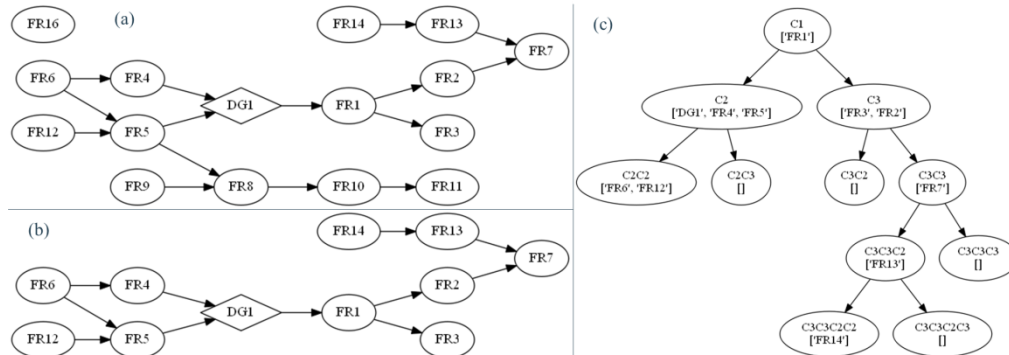 (a)
FR16
FR14
FR13
FR7
FR6
FR4
FR2
DG1
FR1
FR12
FR5
FR3
FR9
FR8
FR10
FR11
(b)
FR14
FR13
FR7
FR6
FR4
FR2
DG1
FR1
FR12
FR5
FR3
(c)
C1
['FR1']
C2
['DG1', 'FR4', 'FR5']
C3
['FR3', 'FR2']
C2C2
['FR6', 'FR12']
C2C3
[]
C3C2
[]
C3C3
['FR7']
C3C3C2
['FR13']
C3C3C3
[]
C3C3C2C2
['FR14']
C3C3C2C3
[]